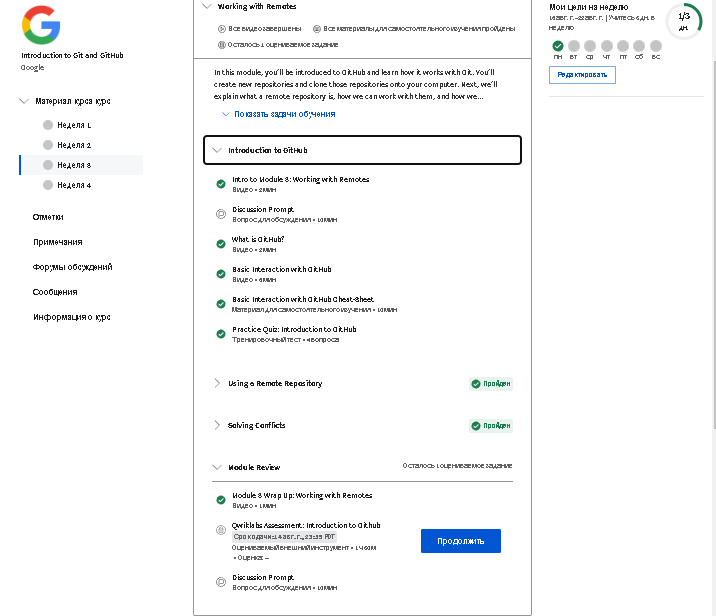 Introduction to Git and GitHub
Google
Материал курса курс
Неделя 1
Неделя 2
Неделя 3
Неделя 4
Отметки
Примечания
Форумы обсуждений
Сообщения
Информация о курс
Working with Remotes
Все видео завершены
Все материалы для самостоятельного изучения пройдены
Осталось 1 оцениваемое задание
In this module, you'll be introduced to GitHub and learn how it works with Git. You'll
create new repositories and clone those repositories onto your computer. Next, we'll
explain what a remote repository is, how we can work with them, and how we...
Показать задачи обучения
Introduction to GitHub
Intro to Module 3: Working with Remotes
Видео • 2 мин
Discussion Prompt
Вопрос для обсуждения • 10 мин
What is GitHub?
Видео • 2 мин
Basic Interaction with GitHub
Видео • 6 мин
Basic Interaction with GitHub Cheat-Sheet
Материал для самостоятельного изучения • 10 мин
Practice Quiz: Introduction to GitHub
Тренировочный тест • 4 вопроса
Using a Remote Repository
Пройден
Solving Conflicts
Пройден
Module Review
Осталось 1 оцениваемое задание
Module 3 Wrap Up: Working with Remotes
Видео • 1 мин
Qwiklabs Assessment: Introduction to Github
Срок сдачи: 14 авг. г., 23:59 PDT
Оцениваемый внешний инструмент • 1 ч 60м
• Оценка: --
Продолжить
Discussion Prompt
Вопрос для обсуждения • 10 мин
Мои цели на неделю
| Учитесь 6 дн. в
неделю
1/3
дн.
пн вт ср чт пт сб вс
Редактировать